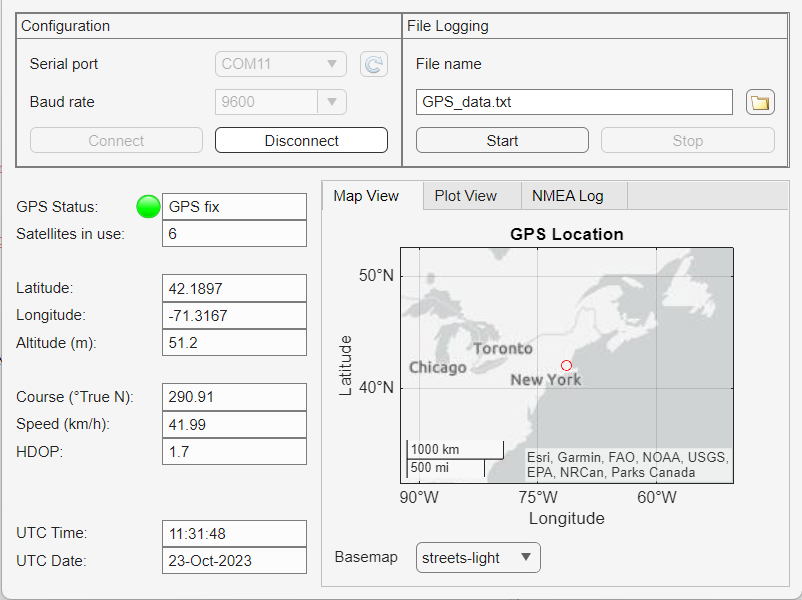 Configuration
File Logging
Serial port
COM11
File name
Baud rate
9600
GPS_data.txt
Connect
Disconnect
Start
Stop
GPS Status:
GPS fix
Satellites in use:
6
Latitude:
42.1897
Longitude:
-71.3167
Altitude (m):
51.2
Course (°True N):
290.91
Speed (km/h):
41.99
HDOP:
1.7
UTC Time:
11:31:48
UTC Date:
23-Oct-2023
Map View
Plot View
NMEA Log
GPS Location
50°N
40°N
Latitude
Toronto
Chicago
New York
1000 km
500 mi
Esri, Garmin, FAO, NOAA, USGS,
EPA, NRCan, Parks Canada
90°W
75°W
60°W
Longitude
Basemap
streets-light